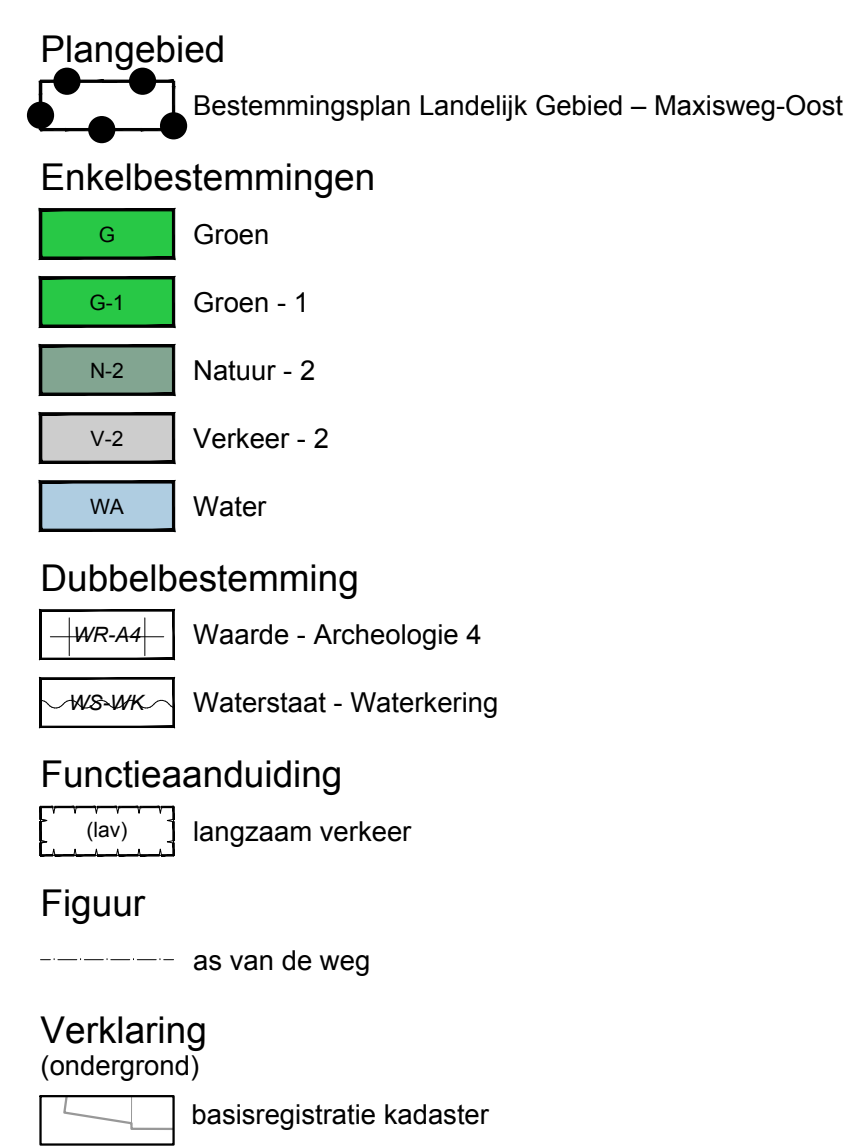 Plangebied
Bestemmingsplan Landelijk Gebied – Maxisweg-Oost
Enkelbestemmingen
G Groen
G-1 Groen - 1
N-2 Natuur - 2
V-2 Verkeer - 2
WA Water
Dubbelbestemming
WR-A4 Waarde - Archeologie 4
WS-WK Waterstaat - Waterkering
Functieaanduiding
(lav) langzaam verkeer
Figuur
as van de weg
Verklaring
(ondergrond)
basisregistratie kadaster